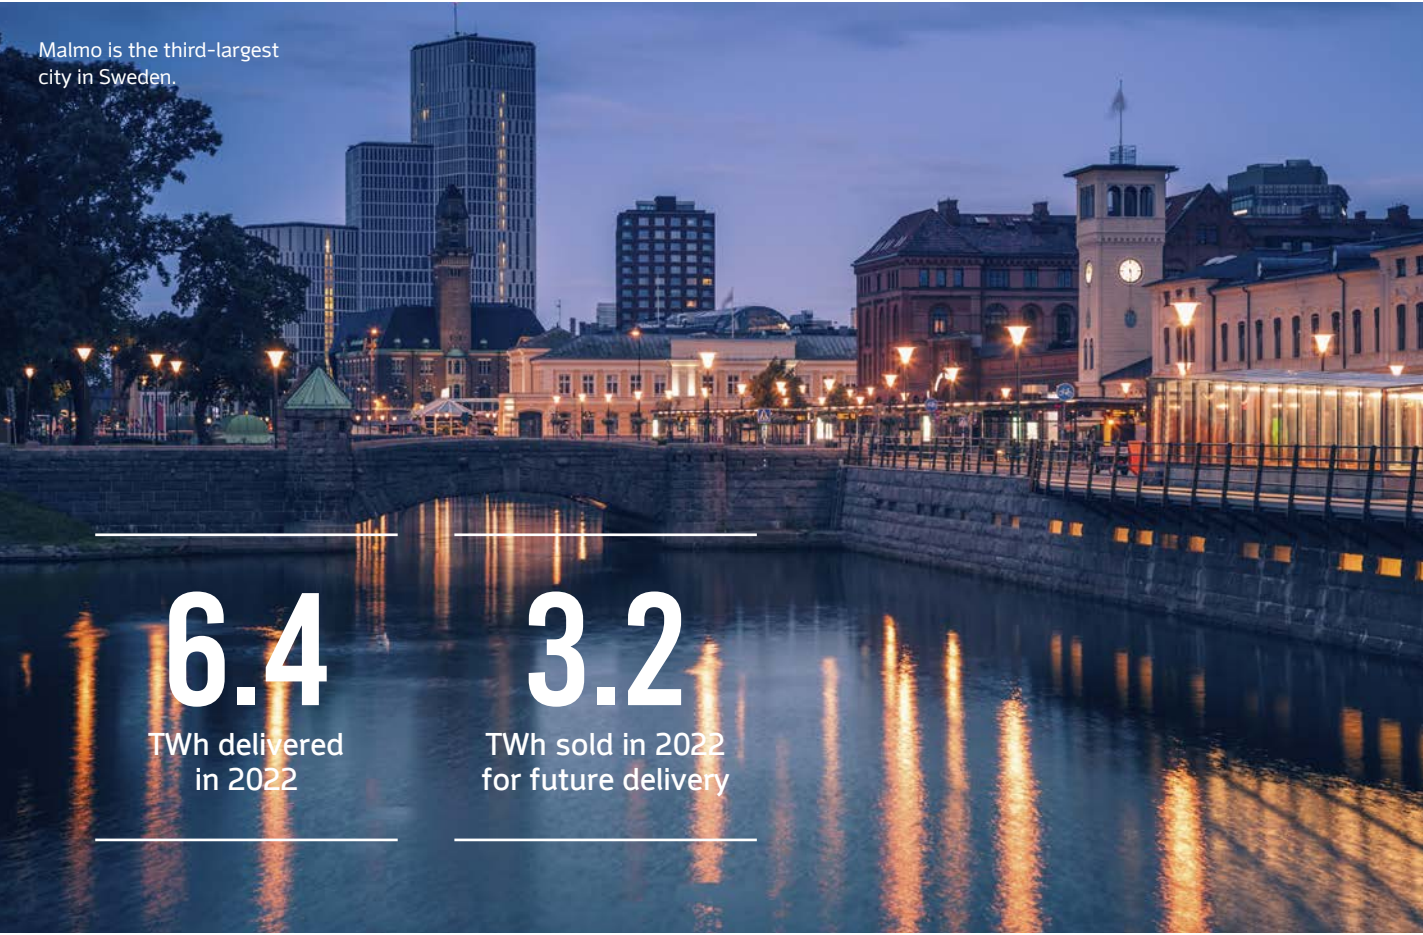 Malmo is the third-largest
city in Sweden.
6.4
TWh delivered
in 2022
3.2
TWh sold in 2022
for future delivery